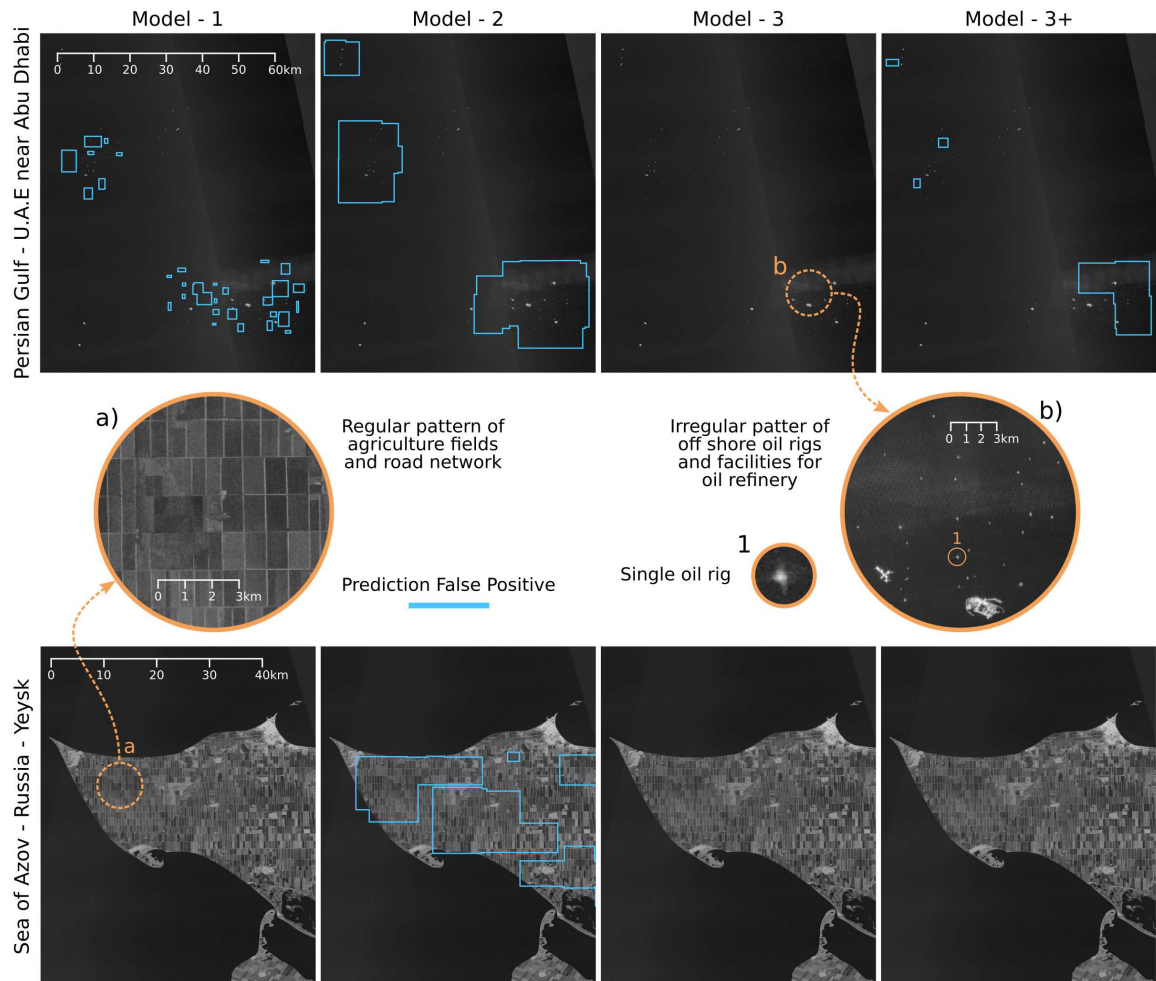 Model - 1
Model - 2
Model - 3
Model - 3+
Persian Gulf - U.A.E near Abu Dhabi
0 10 20 30 40 50 60km
b
a)
Regular pattern of
agriculture fields
and road network
0 1 2 3km
Prediction False Positive
Irregular patter of
off shore oil rigs
and facilities for
oil refinery
1
Single oil rig
b)
0 1 2 3km
1
Sea of Azov - Russia - Yeysk
0 10 20 30 40km
a